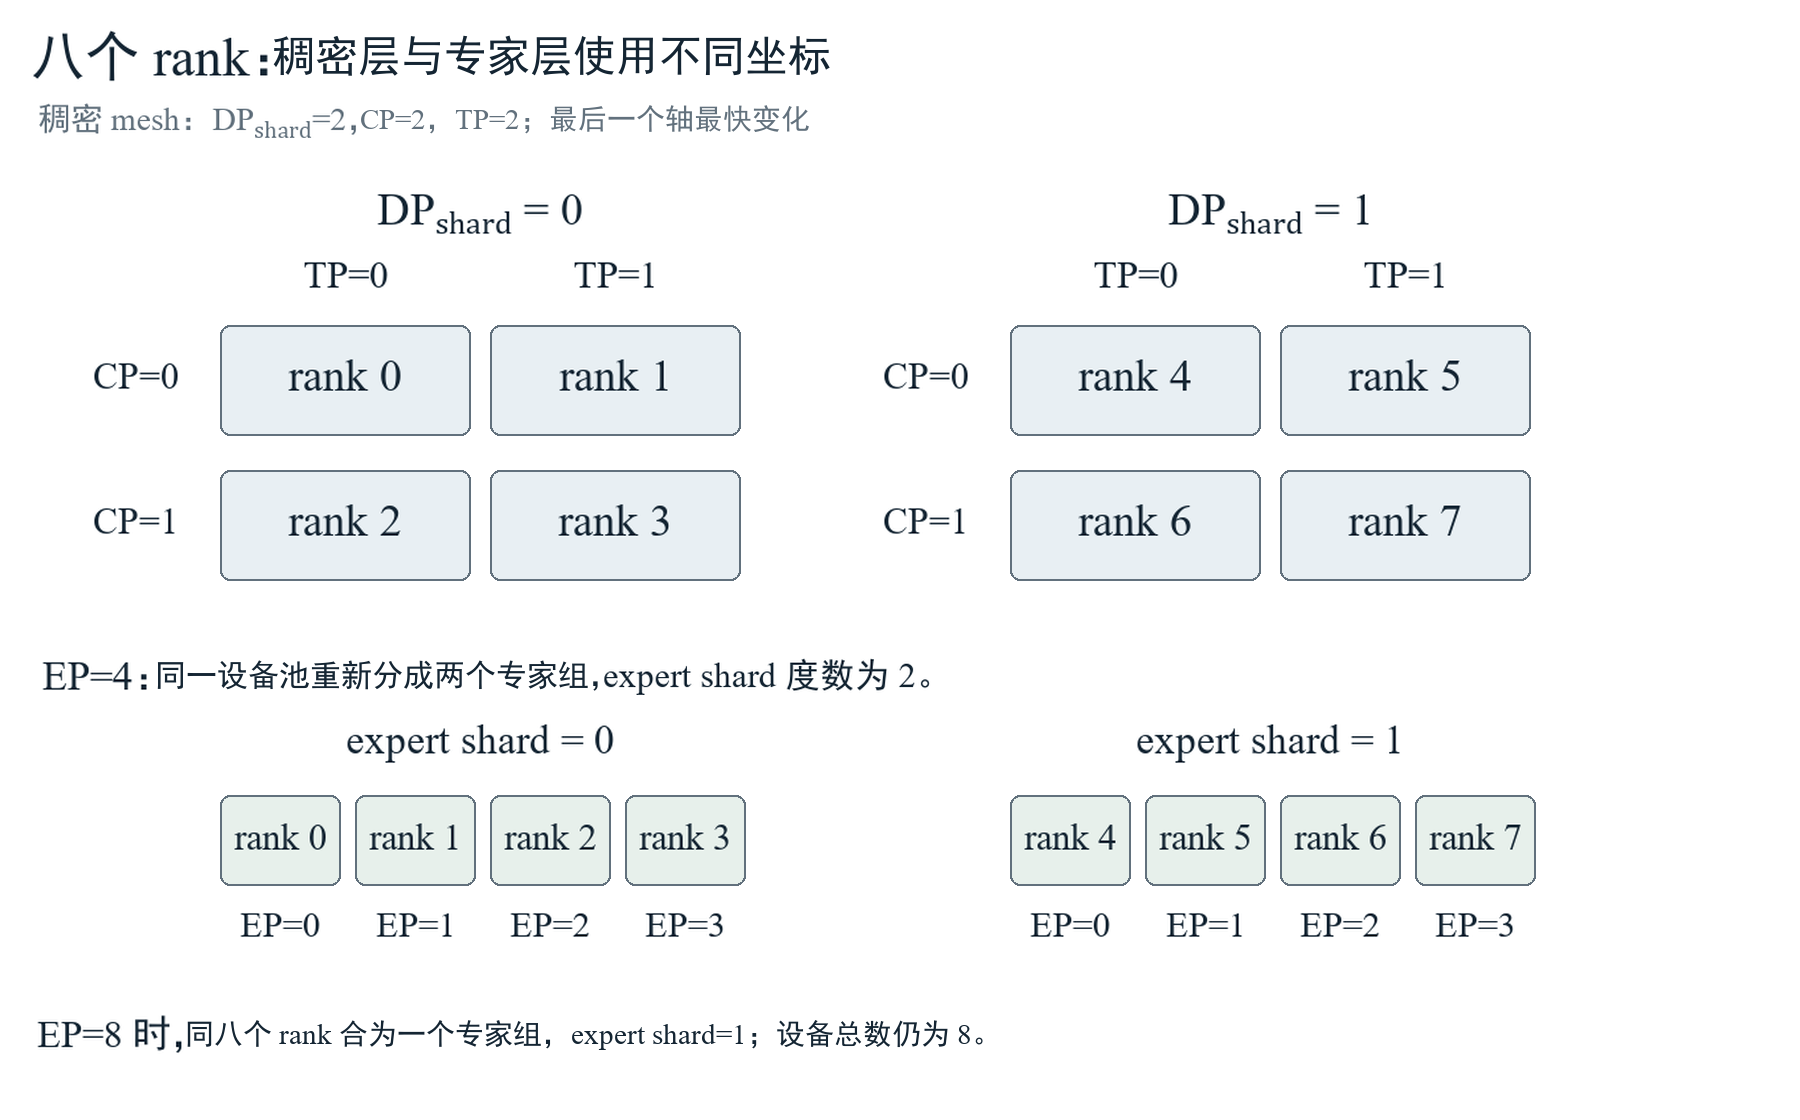 八个 rank:稠密层与专家层使用不同坐标
稠密 mesh：DPshard=2,CP=2，TP=2；最后一个轴最快变化
DPshard = 0
DPshard = 1
TP=0
TP=1
TP=0
TP=1
CP=0
rank 0
rank 1
CP=0
rank 4
rank 5
CP=1
rank 2
rank 3
CP=1
rank 6
rank 7
EP=4:同一设备池重新分成两个专家组,expert shard 度数为 2。
expert shard = 0
expert shard = 1
rank 0
rank 1
rank 2
rank 3
rank 4
rank 5
rank 6
rank 7
EP=0
EP=1
EP=2
EP=3
EP=0
EP=1
EP=2
EP=3
EP=8 时,同八个 rank 合为一个专家组，expert shard=1；设备总数仍为 8。